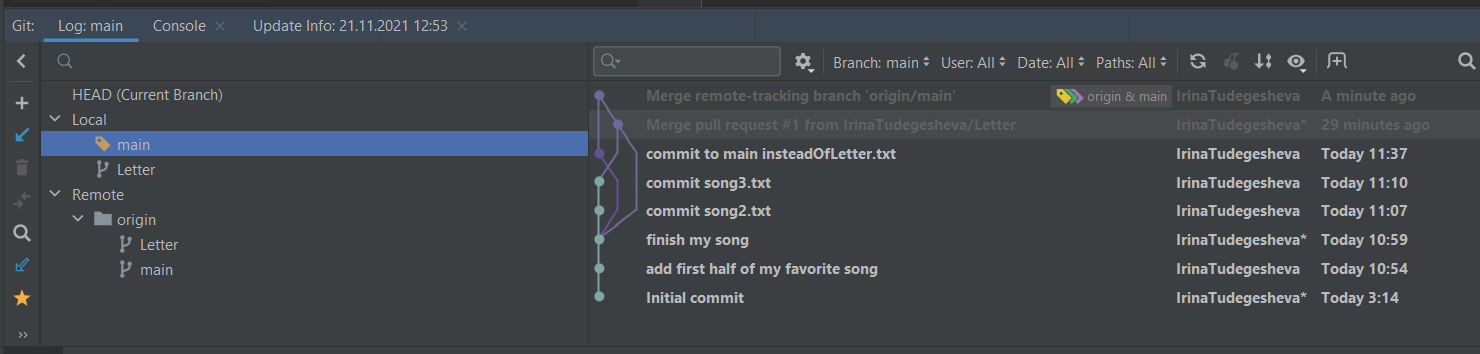 Git: Log: main Console Update Info: 21.11.2021 12:53
Branch: main User: All Date: All Paths: All
HEAD (Current Branch)
Local
main
Letter
Remote
origin
Letter
main
Merge remote-tracking branch 'origin/main' origin & main IrinaTudegesheva A minute ago
Merge pull request #1 from IrinaTudegesheva/Letter IrinaTudegesheva* 29 minutes ago
commit to main insteadOfLetter.txt IrinaTudegesheva Today 11:37
commit song3.txt IrinaTudegesheva Today 11:10
commit song2.txt IrinaTudegesheva Today 11:07
finish my song IrinaTudegesheva* Today 10:59
add first half of my favorite song IrinaTudegesheva* Today 10:54
Initial commit IrinaTudegesheva* Today 3:14